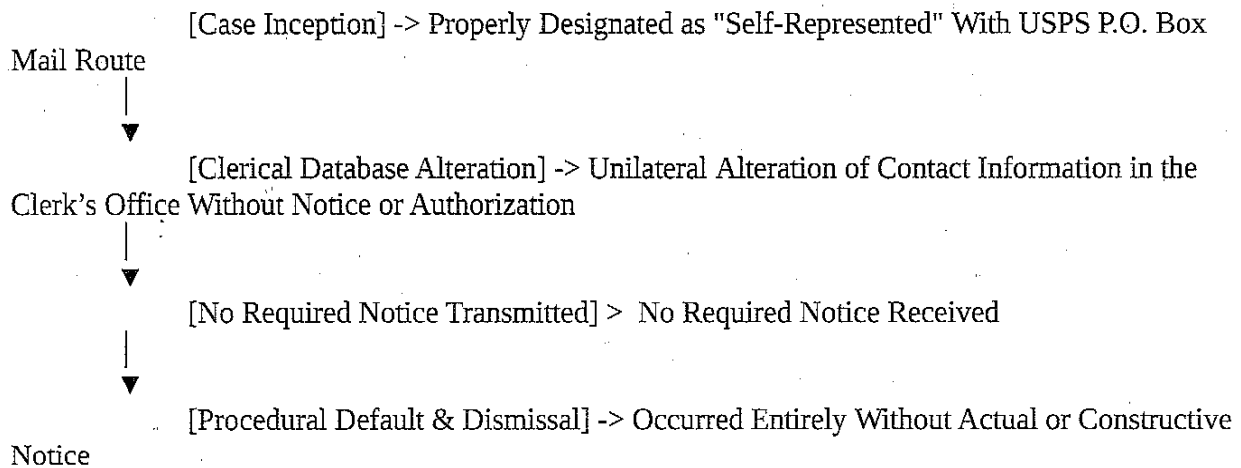 [Case Inception] -> Properly Designated as "Self-Represented" With USPS P.O. Box
Mail Route
[Clerical Database Alteration] -> Unilateral Alteration of Contact Information in the
Clerk's Office Without Notice or Authorization
[No Required Notice Transmitted] > No Required Notice Received
[Procedural Default & Dismissal] -> Occurred Entirely Without Actual or Constructive
Notice